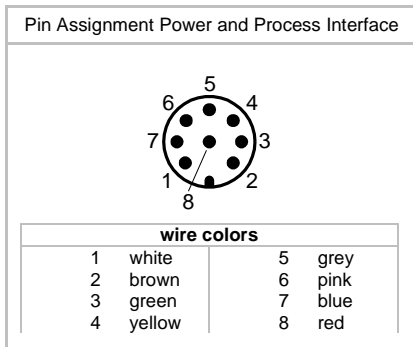 Pin Assignment Power and Process Interface
5
6 4
7 3
1 2
8
wire colors
1 white 5 grey
2 brown 6 pink
3 green 7 blue
4 yellow 8 red